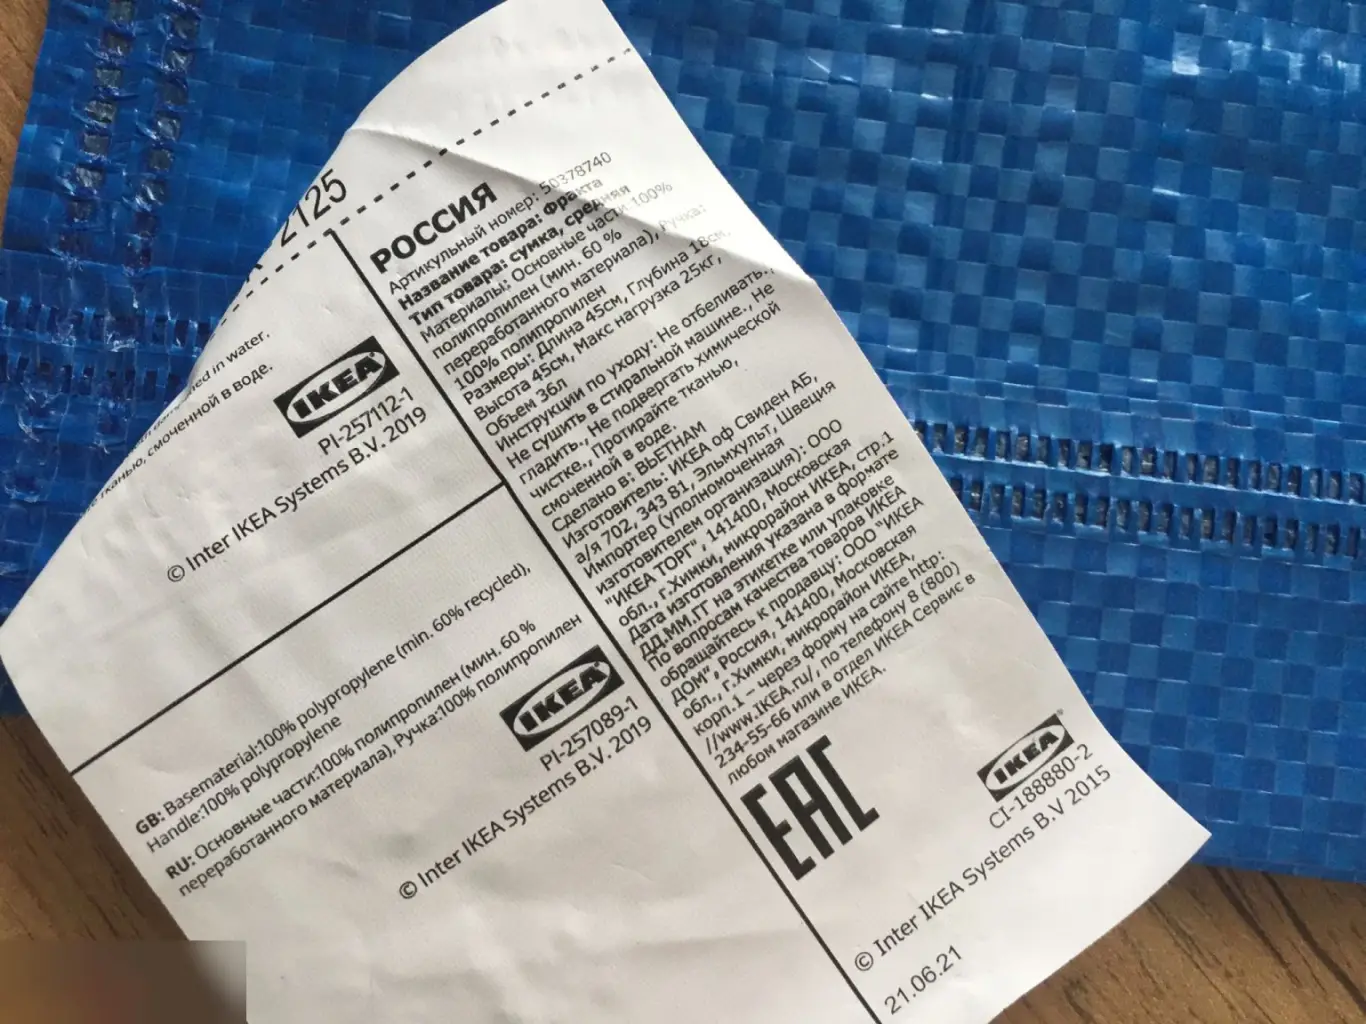 2125
in water.
тканью, смоченной в воде.
IKEA
PI-257112-1
© Inter IKEA Systems B.V. 2019
GB: Basematerial:100% polypropylene (min. 60% recycled),
Handle:100% polypropylene
RU: Основные части:100% полипропилен (мин. 60 %
переработанного материала), Ручка:100% полипропилен
IKEA
PI-257089-1
© Inter IKEA Systems B.V. 2019
РОССИЯ
Артикульный номер: 50378740
Название товара: Фракта
Тип товара: сумка, средняя
Материалы: Основные части 100%
полипропилен (мин. 60 %
переработанного материала), Ручка:
100% полипропилен
Размеры: Длина 45см, Глубина 18см,
Высота 45см, Макс нагрузка 25кг,
Объем 36л
Инструкции по уходу: Не отбеливать., Не
Не сушить в стиральной машине., Не
гладить., Не подвергать химической
чистке., Протирайте тканью,
смоченной в воде.
Сделано в: ВЬЕТНАМ
Изготовитель: ИКЕА оф Свиден АБ,
а/я 702, 343 81, Эльмхульт, Швеция
Импортер (уполномоченная
изготовителем организация): ООО
"ИКЕА ТОРГ", 141400, Московская
обл., г.Химки, микрорайон ИКЕА, стр.1
Дата изготовления указана в формате
ДД.ММ.ГГ на этикетке или упаковке
По вопросам качества товаров ИКЕА
обращайтесь к продавцу: ООО "ИКЕА
ДОМ", Россия, 141400, Московская
обл., г.Химки, микрорайон ИКЕА,
корп.1 – через форму на сайте http:
//www.IKEA.ru/, по телефону 8 (800)
234-55-66 или в отдел ИКЕА Сервис в
любом магазине ИКЕА.
EAC
IKEA
CI-188880-2
© Inter IKEA Systems B.V 2015
21.06.21